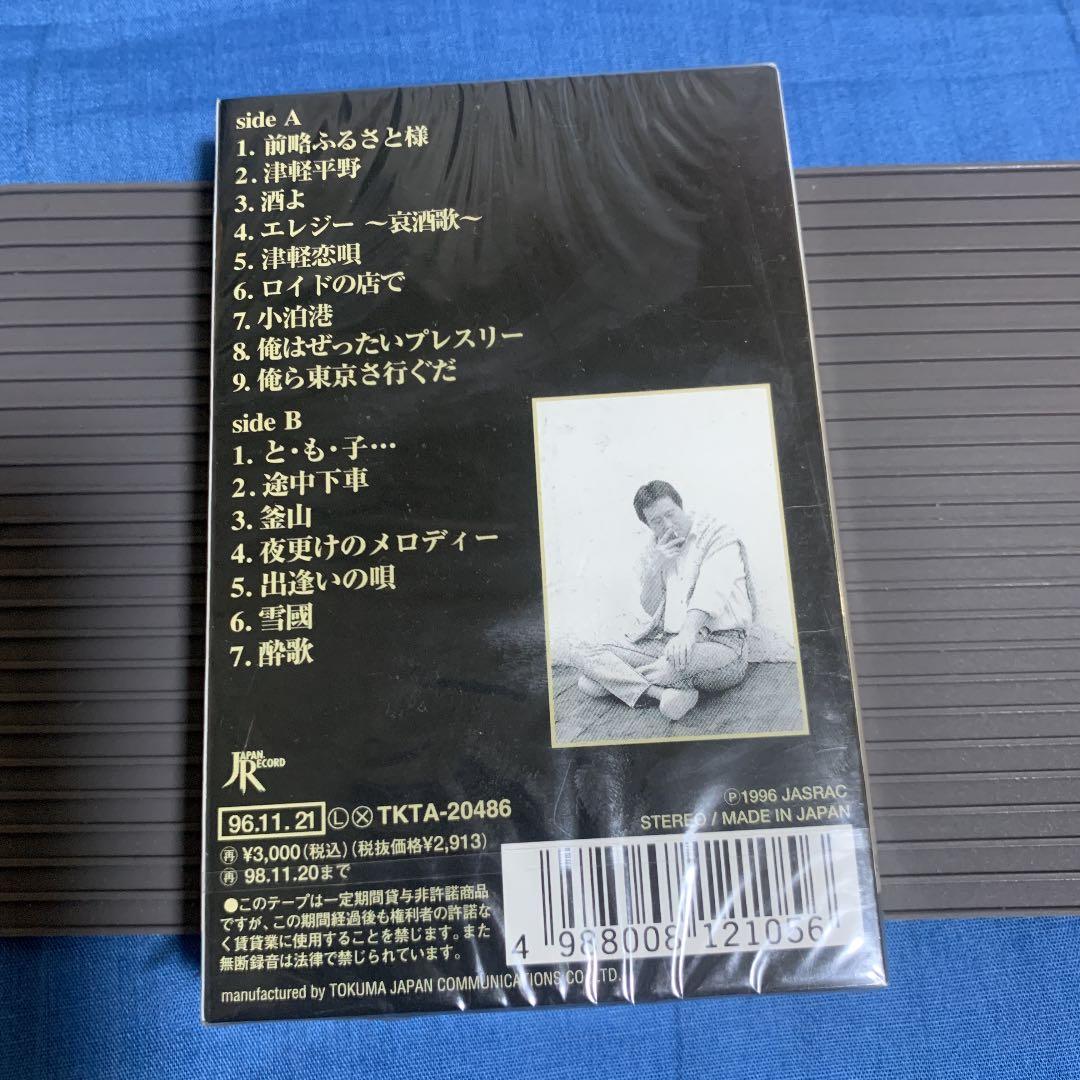 side A
1. 前略ふるさと様
2. 津軽平野
3. 酒よ
4. エレジー 〜哀酒歌〜
5. 津軽恋唄
6. ロイドの店で
7. 小泊港
8. 俺はぜったいプレスリー
9. 俺ら東京さ行ぐだ
side B
1. と・も・子…
2. 途中下車
3. 釜山
4. 夜更けのメロディー
5. 出逢いの唄
6. 雪國
7. 酔歌
JAPAN RECORD
96.11.21 Ⓛ Ⓧ TKTA-20486
㊢ ¥3,000(税込)(税抜価格¥2,913)
98.11.20まで
Ⓟ1996 JASRAC
STEREO / MADE IN JAPAN
●このテープは一定期間貸与非許諾商品
ですが、この期間経過後も権利者の許諾な
く賃貸業に使用することを禁じます。また
無断録音は法律で禁じられています。
4 988008 121056
manufactured by TOKUMA JAPAN COMMUNICATIONS CO., LTD.